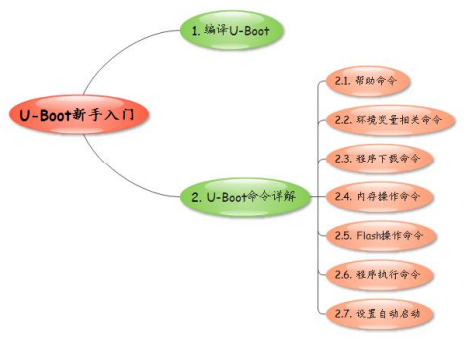 U-Boot新手入门
1. 编译U-Boot
2. U-Boot命令详解
2.1. 帮助命令
2.2. 环境变量相关命令
2.3. 程序下载命令
2.4. 内存操作命令
2.5. Flash操作命令
2.6. 程序执行命令
2.7. 设置自动启动